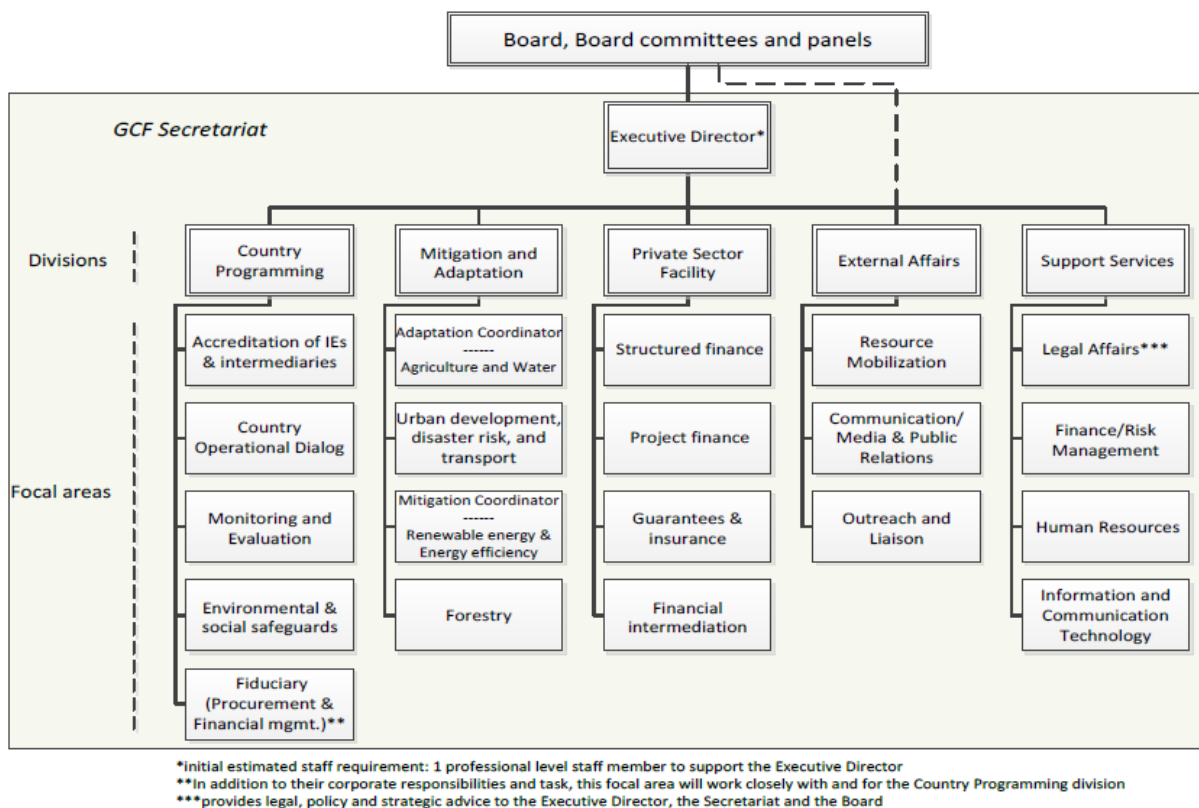 Board, Board committees and panels
GCF Secretariat
Executive Director*
Divisions
Country
Programming
Mitigation and
Adaptation
Private Sector
Facility
External Affairs
Support Services
Focal areas
Accreditation of IEs
& intermediaries
Country
Operational Dialog
Monitoring and
Evaluation
Environmental &
social safeguards
Fiduciary
(Procurement &
Financial mgmt.)**
Adaptation Coordinator
------
Agriculture and Water
Urban development,
disaster risk, and
transport
Mitigation Coordinator
------
Renewable energy &
Energy efficiency
Forestry
Structured finance
Project finance
Guarantees &
insurance
Financial
intermediation
Resource
Mobilization
Communication/
Media & Public
Relations
Outreach and
Liaison
Legal Affairs***
Finance/Risk
Management
Human Resources
Information and
Communication
Technology
*initial estimated staff requirement: 1 professional level staff member to support the Executive Director
**In addition to their corporate responsibilities and task, this focal area will work closely with and for the Country Programming division
***provides legal, policy and strategic advice to the Executive Director, the Secretariat and the Board